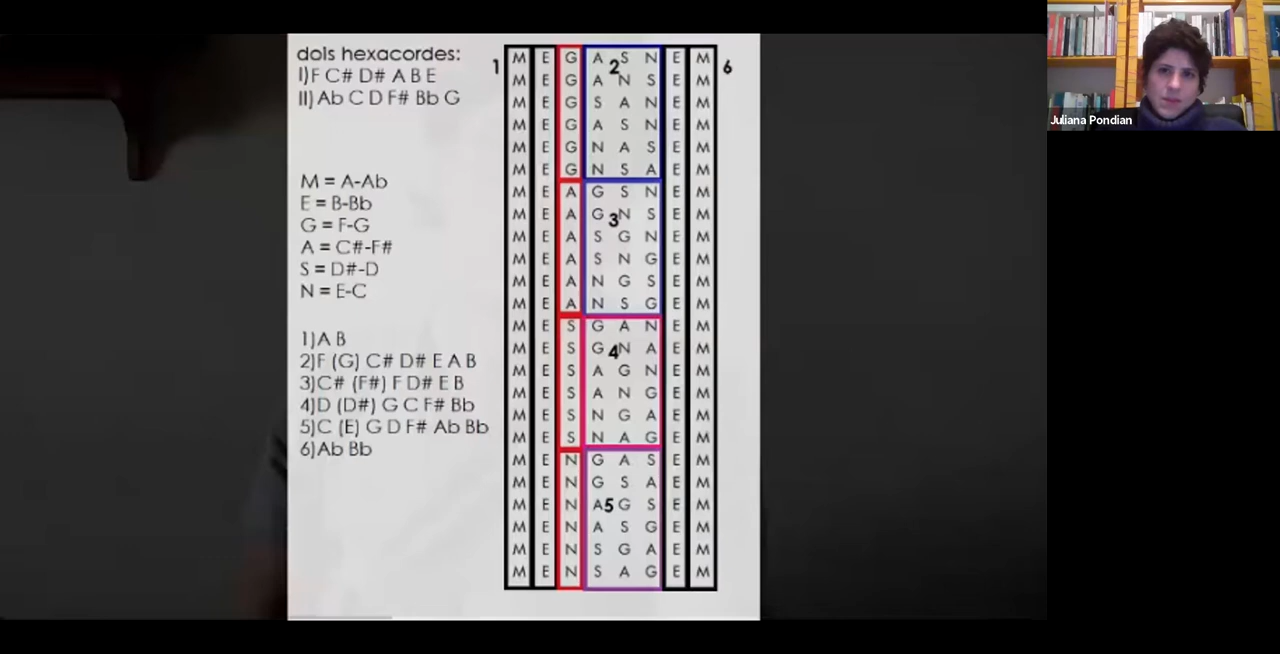 dois hexacordes:
I)F C# D# A B E
II)Ab C D F# Bb G
M = A-Ab
E = B-Bb
G = F-G
A = C#-F#
S = D#-D
N = E-C
1)A B
2)F (G) C# D# E A B
3)C# (F#) F D# E B
4)D (D#) G C F# Bb
5)C (E) G D F# Ab Bb
6)Ab Bb
1
2
6
M E G A S N E M
M E G A N S E M
M E G S A N E M
M E G A S N E M
M E G N A S E M
M E G N S A E M
M E A G S N E M
3
M E A G N S E M
M E A S G N E M
M E A S N G E M
M E A N G S E M
M E A N S G E M
M E S G A N E M
4
M E S G N A E M
M E S A G N E M
M E S A N G E M
M E S N G A E M
M E S N A G E M
M E N G A S E M
M E N G S A E M
5
M E N A G S E M
M E N A S G E M
M E N S G A E M
M E N S A G E M
Juliana Pondian